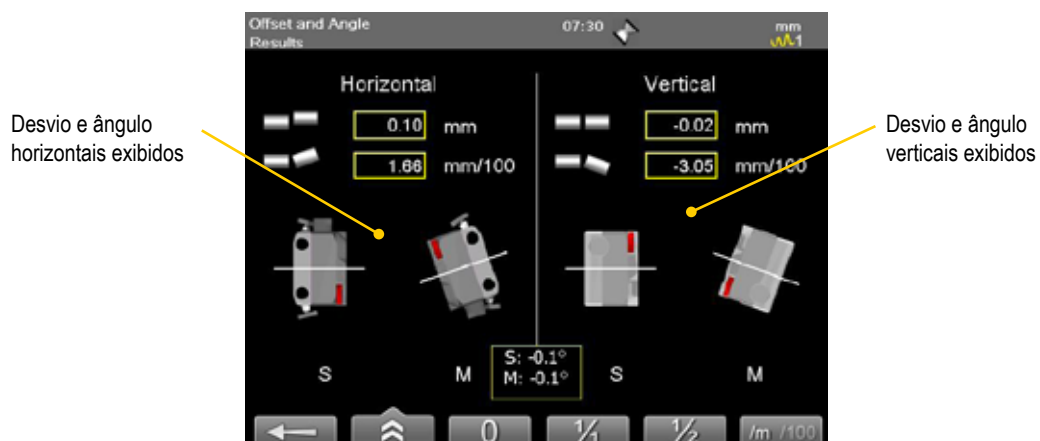 Offset and Angle
Results
07:30
mm
1
Desvio e ângulo
horizontais exibidos
Horizontal
0.10 mm
1.66 mm/100
Vertical
-0.02 mm
-3.05 mm/100
Desvio e ângulo
verticais exibidos
S
M
S: -0.1°
M: -0.1°
S
M
0
1/1
1/2
/m /100